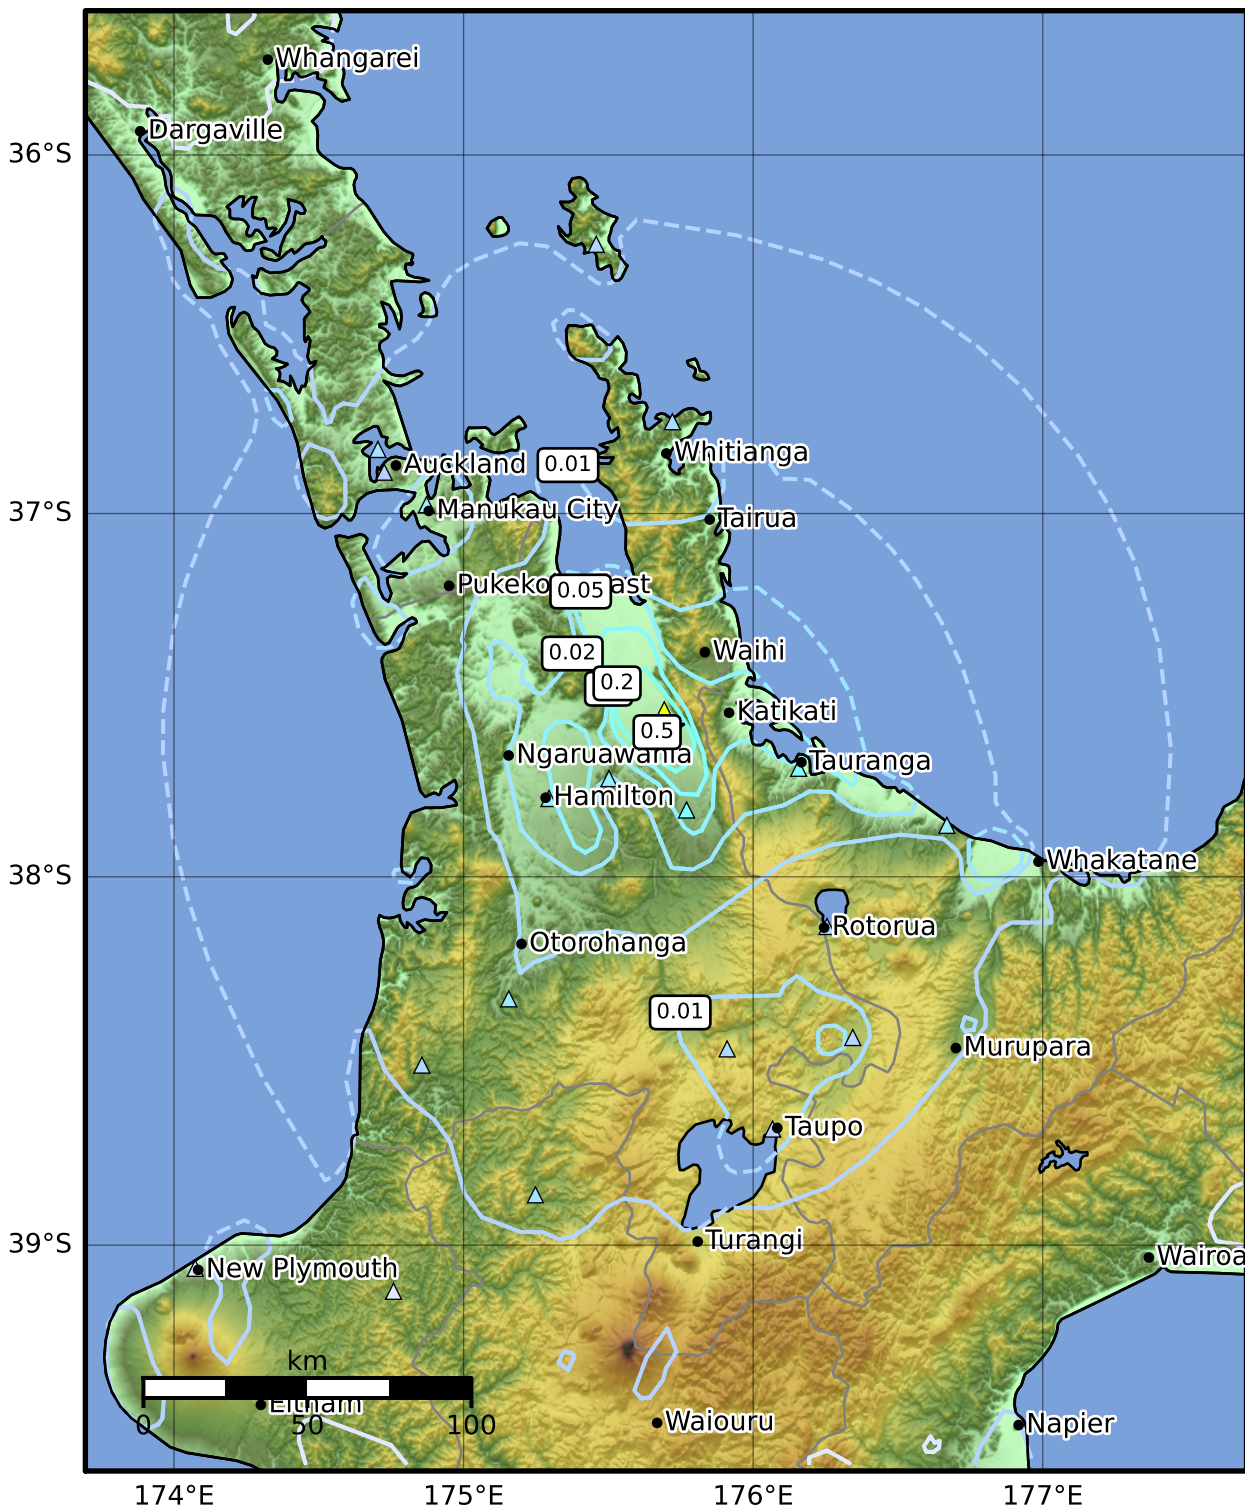 Whangarei
Dargaville
36°S
Whitianga
Auckland
0.01
Manukau City
37°S
Tairua
0.05
0.02
Waihi
0.2
Katikati
0.5
Ngaruawahia
Tauranga
Hamilton
Whakatane
38°S
Rotorua
Otorohanga
0.01
Murupara
Taupo
39°S
Turangi
Wairoa
New Plymouth
km
Eltham
0 50 100
Waiouru
Napier
174°E 175°E 176°E 177°E